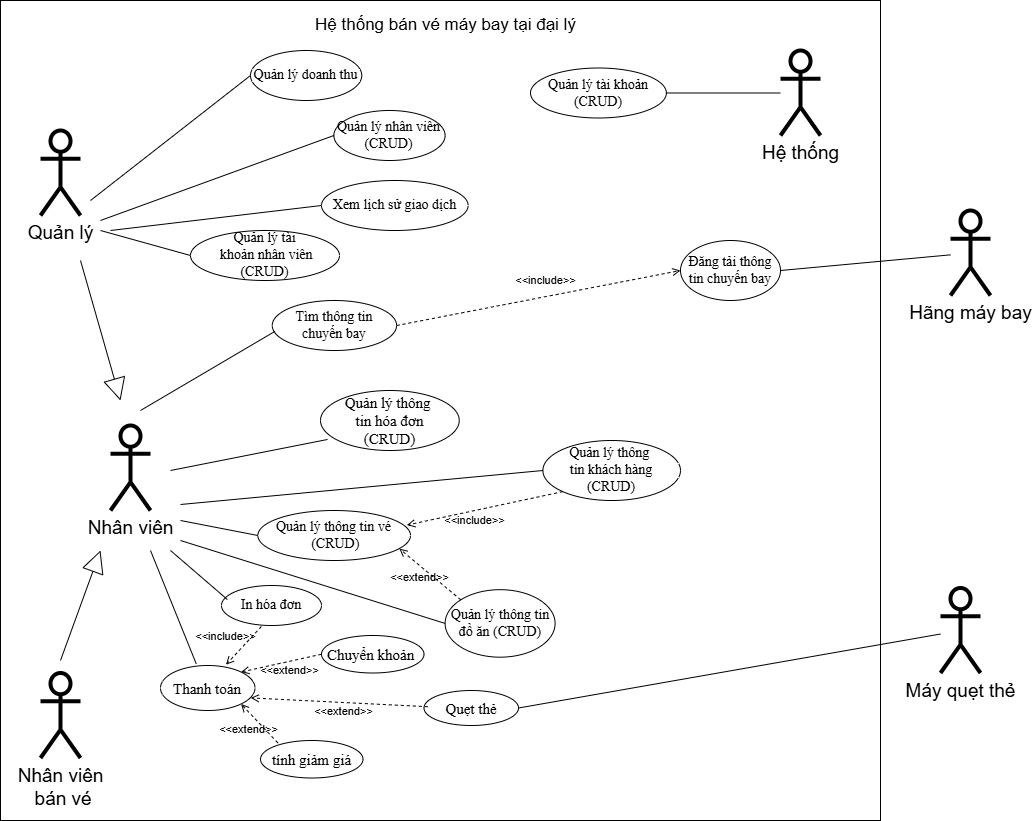 Hệ thống bán vé máy bay tại đại lý
Quản lý doanh thu
Quản lý tài khoản
(CRUD)
Quản lý nhân viên
(CRUD)
Hệ thống
Xem lịch sử giao dịch
Quản lý
Quản lý tài
khoản nhân viên
(CRUD)
Đăng tải thông
tin chuyến bay
<<include>>
Hãng máy bay
Tìm thông tin
chuyến bay
Quản lý thông
tin hóa đơn
(CRUD)
Quản lý thông
tin khách hàng
(CRUD)
<<include>>
Nhân viên
Quản lý thông tin vé
(CRUD)
<<extend>>
In hóa đơn
Quản lý thông tin
đồ ăn (CRUD)
<<include>>
Chuyển khoản
<<extend>>
Thanh toán
Máy quẹt thẻ
Quẹt thẻ
<<extend>>
<<extend>>
tính giảm giá
Nhân viên
bán vé